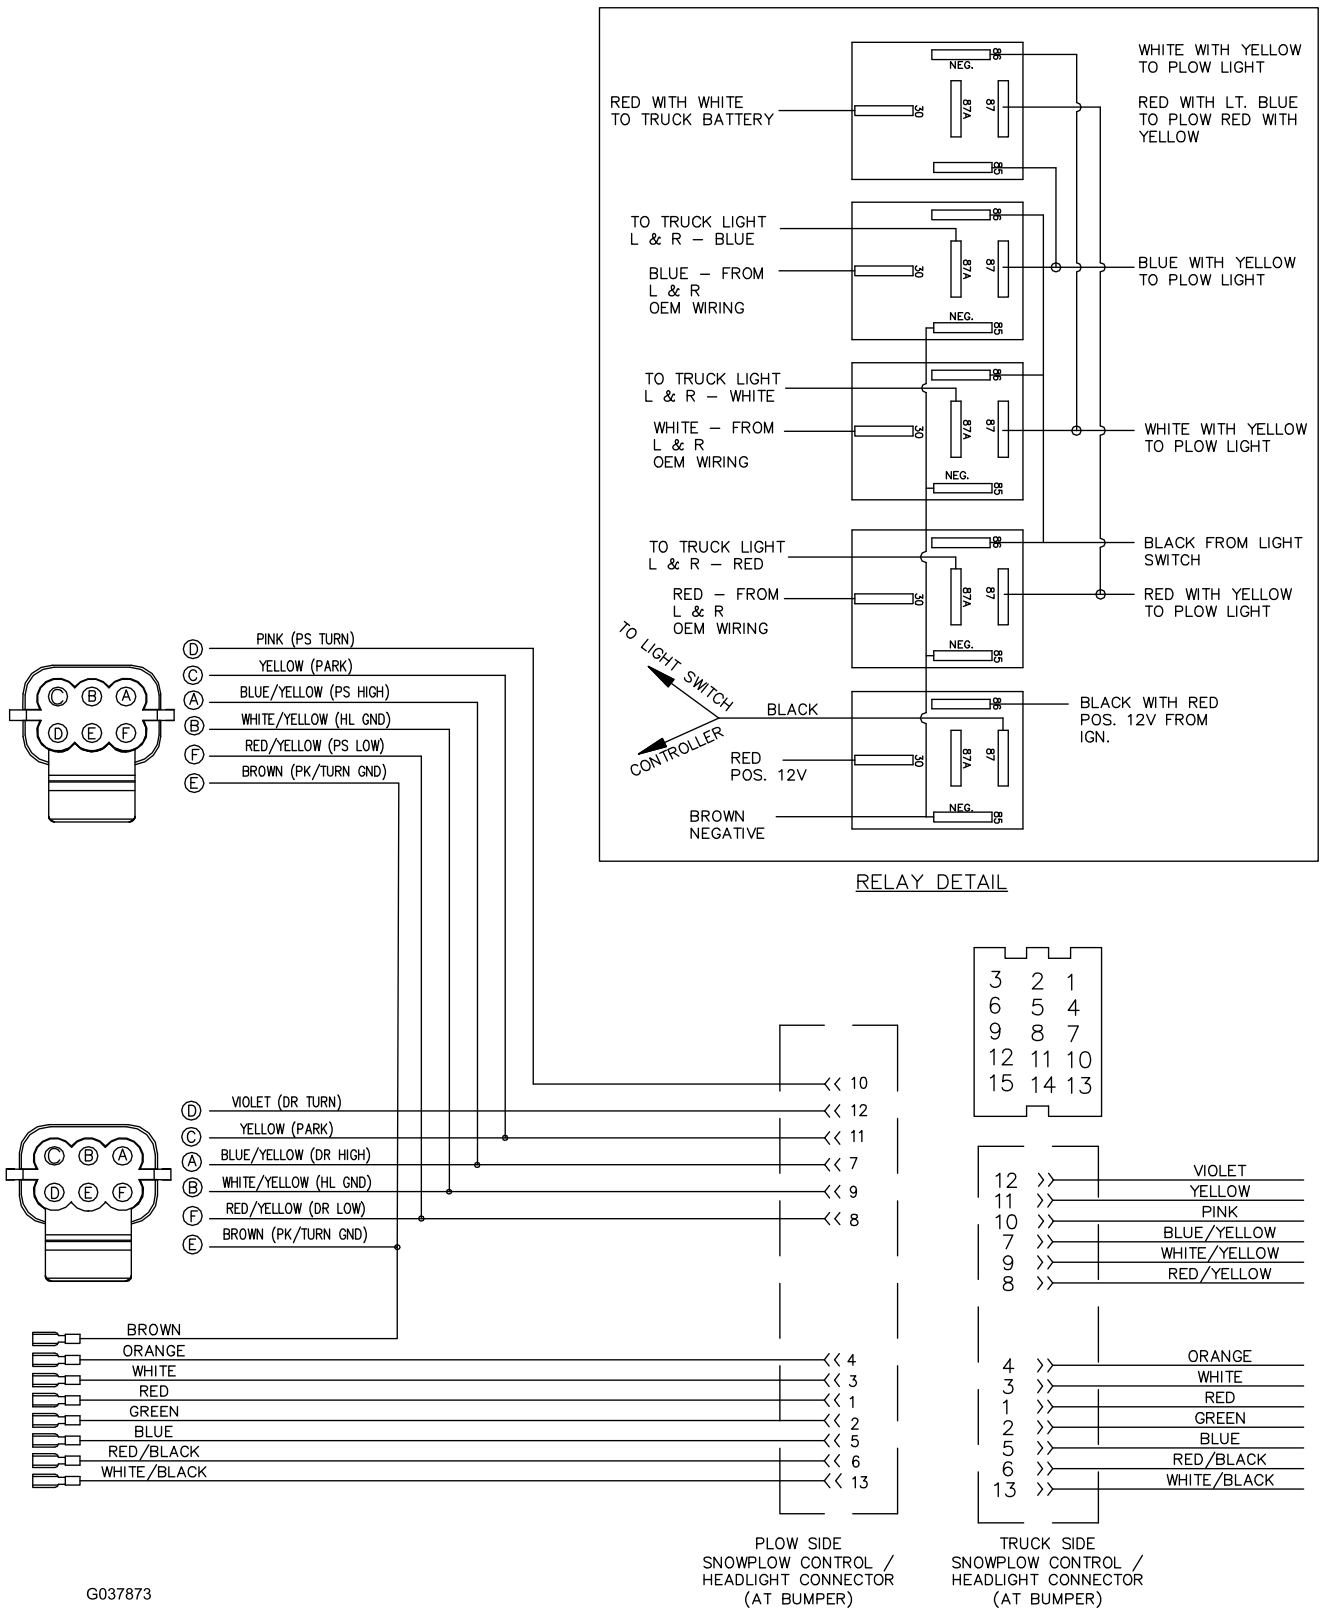 WHITE WITH YELLOW
TO PLOW LIGHT
86
NEG.
RED WITH WHITE
TO TRUCK BATTERY
30
87A
87
RED WITH LT. BLUE
TO PLOW RED WITH
YELLOW
85
TO TRUCK LIGHT
L & R – BLUE
86
BLUE – FROM
L & R
OEM WIRING
30
87A
87
BLUE WITH YELLOW
TO PLOW LIGHT
NEG.
85
TO TRUCK LIGHT
L & R – WHITE
86
WHITE – FROM
L & R
OEM WIRING
30
87A
87
WHITE WITH YELLOW
TO PLOW LIGHT
NEG.
85
TO TRUCK LIGHT
L & R – RED
86
BLACK FROM LIGHT
SWITCH
RED – FROM
L & R
OEM WIRING
30
87A
87
RED WITH YELLOW
TO PLOW LIGHT
NEG.
85
TO LIGHT SWITCH
CONTROLLER
BLACK
86
BLACK WITH RED
POS. 12V FROM
IGN.
RED
POS. 12V
30
87A
87
BROWN
NEGATIVE
NEG.
85
RELAY DETAIL
C B A
D E F
D PINK (PS TURN)
C YELLOW (PARK)
A BLUE/YELLOW (PS HIGH)
B WHITE/YELLOW (HL GND)
F RED/YELLOW (PS LOW)
E BROWN (PK/TURN GND)
3 2 1
6 5 4
9 8 7
12 11 10
15 14 13
C B A
D E F
10
D VIOLET (DR TURN) 12
C YELLOW (PARK) 11
A BLUE/YELLOW (DR HIGH) 7
B WHITE/YELLOW (HL GND) 9
F RED/YELLOW (DR LOW) 8
E BROWN (PK/TURN GND)
12 VIOLET
11 YELLOW
10 PINK
7 BLUE/YELLOW
9 WHITE/YELLOW
8 RED/YELLOW
BROWN
ORANGE 4
WHITE 3
RED 1
GREEN 2
BLUE 5
RED/BLACK 6
WHITE/BLACK 13
4 ORANGE
3 WHITE
1 RED
2 GREEN
5 BLUE
6 RED/BLACK
13 WHITE/BLACK
PLOW SIDE
SNOWPLOW CONTROL /
HEADLIGHT CONNECTOR
(AT BUMPER)
TRUCK SIDE
SNOWPLOW CONTROL /
HEADLIGHT CONNECTOR
(AT BUMPER)
G037873